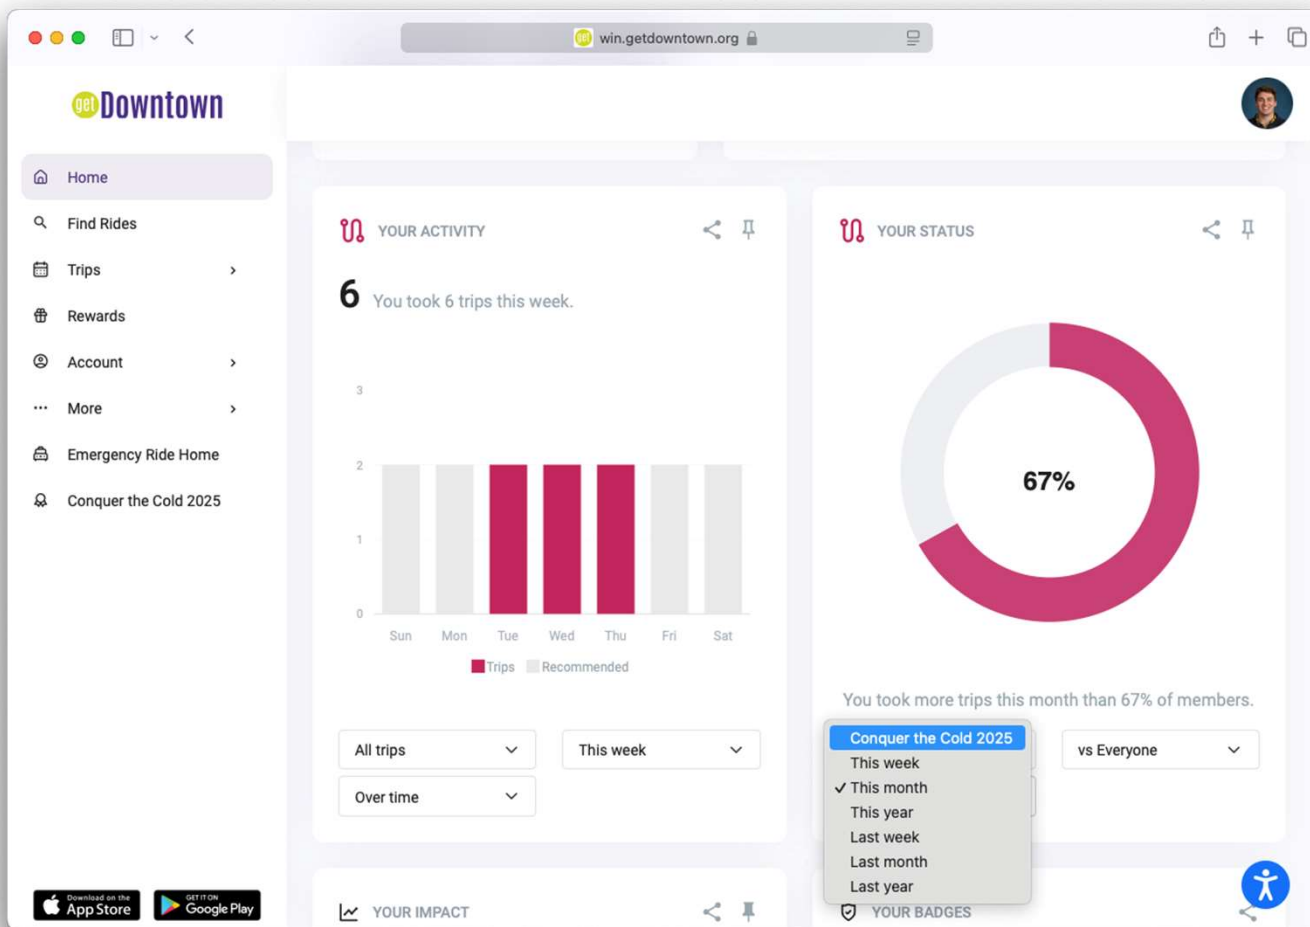 win.getdowntown.org
get Downtown
Home
Find Rides
Trips
Rewards
Account
More
Emergency Ride Home
Conquer the Cold 2025
Download on the
App Store
GET IT ON
Google Play
YOUR ACTIVITY
6 You took 6 trips this week.
3
2
1
0
Sun Mon Tue Wed Thu Fri Sat
Trips Recommended
All trips
This week
Over time
YOUR STATUS
67%
You took more trips this month than 67% of members.
Conquer the Cold 2025
This week
✓ This month
This year
Last week
Last month
Last year
vs Everyone
YOUR IMPACT
YOUR BADGES